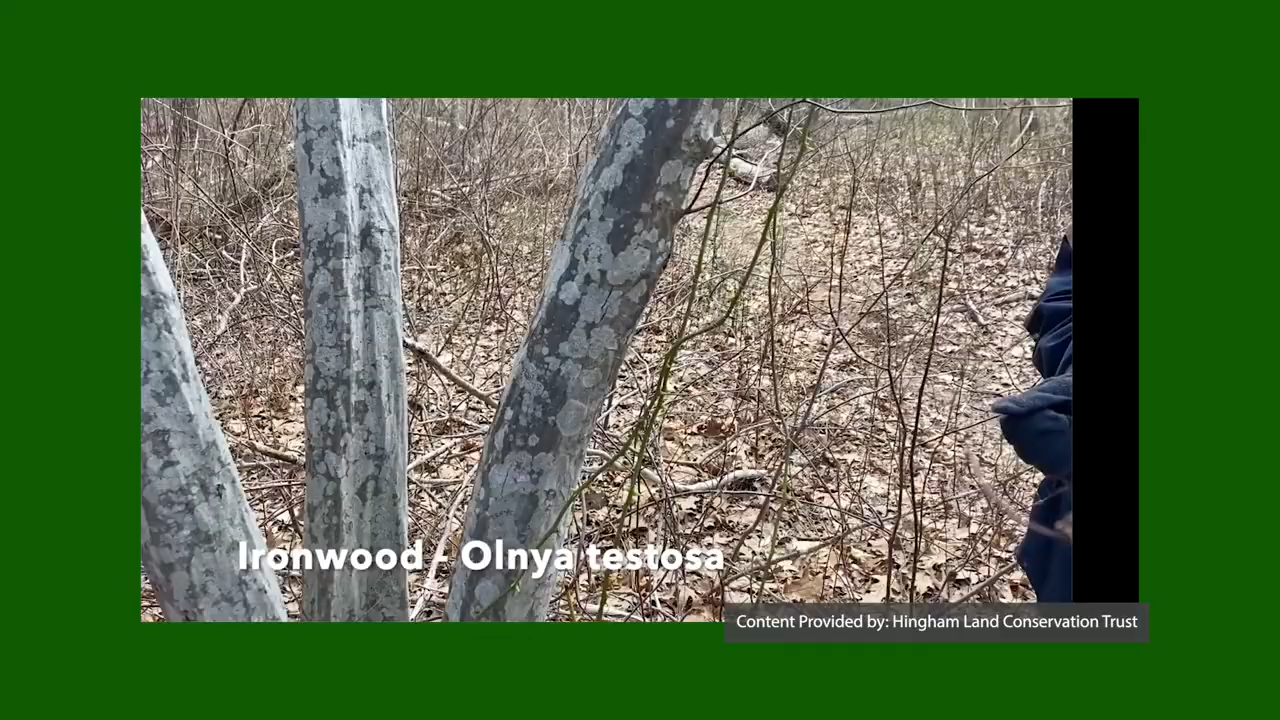 Ironwood - Olnya testosa
Content Provided by: Hingham Land Conservation Trust